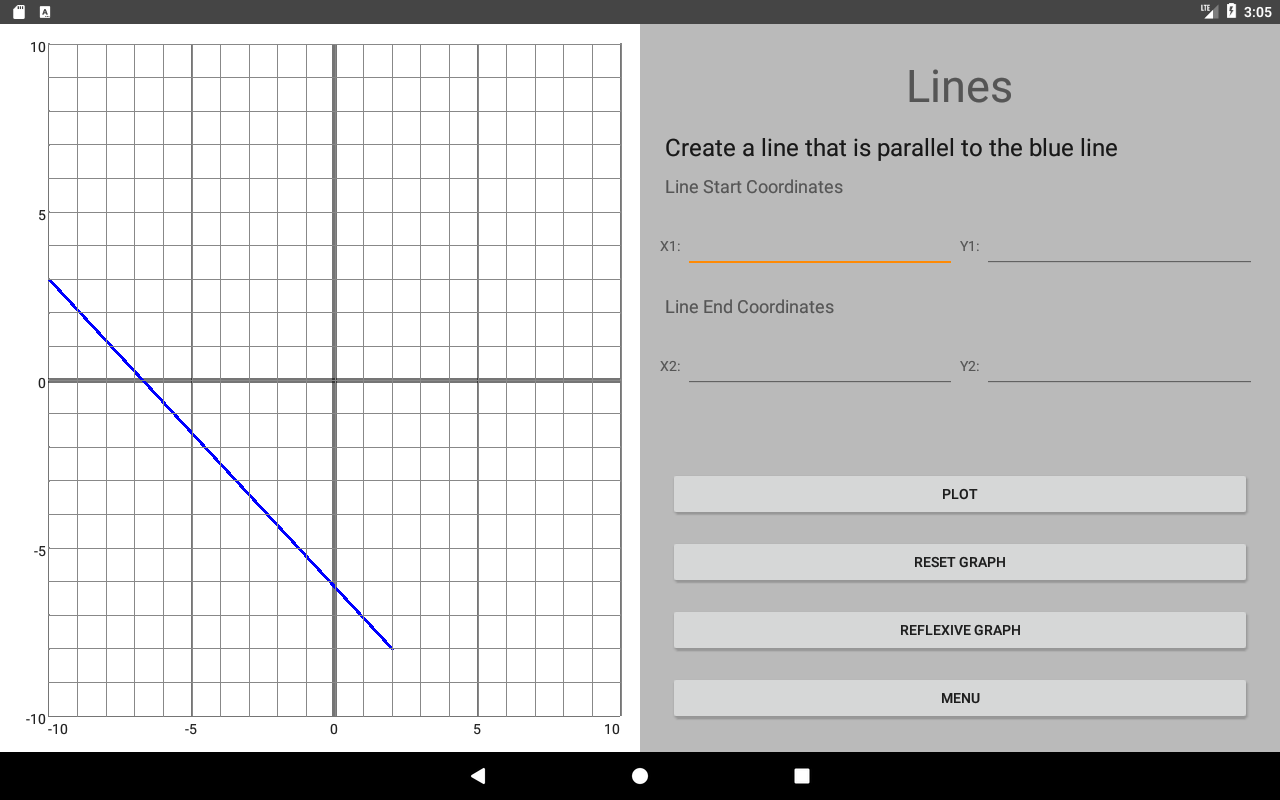 LTE 3:05
10
5
0
-5
-10
-10 -5 0 5 10
Lines
Create a line that is parallel to the blue line
Line Start Coordinates
X1: Y1:
Line End Coordinates
X2: Y2:
PLOT
RESET GRAPH
REFLEXIVE GRAPH
MENU